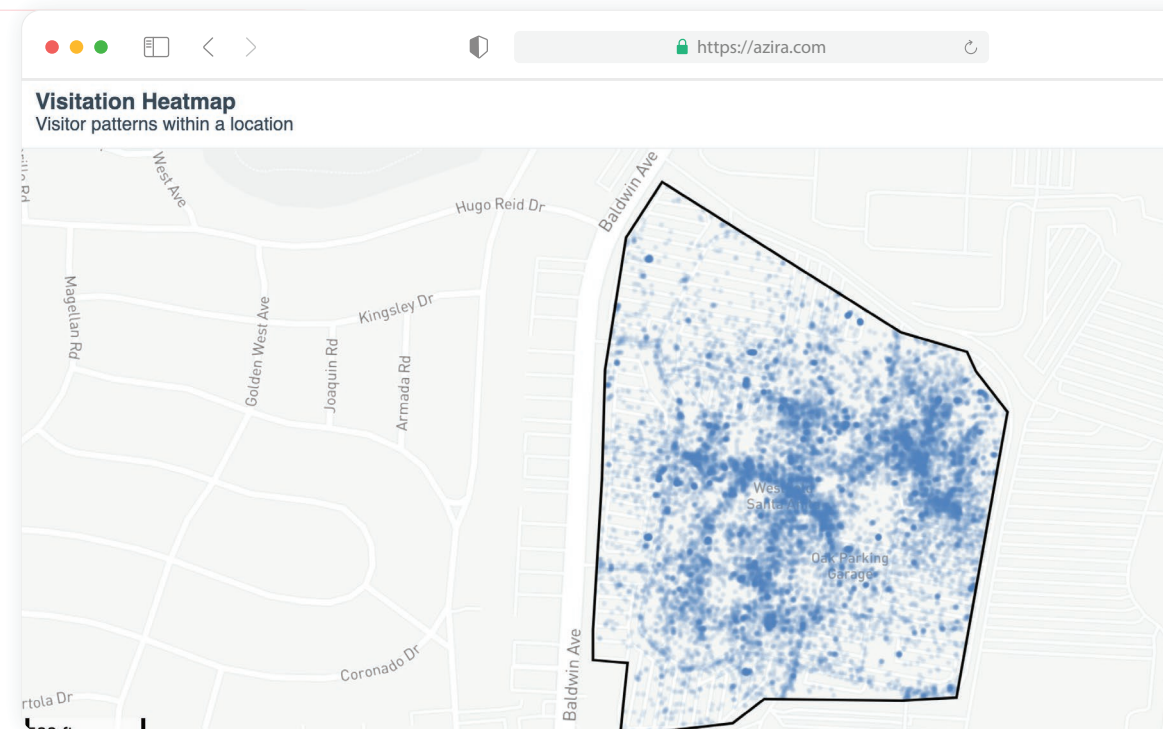 https://azira.com
Visitation Heatmap
Visitor patterns within a location
West Ave
Baldwin Ave
Hugo Reid Dr
Magellan Rd
Golden West Ave
Kingsley Dr
Joaquin Rd
Armada Rd
Oak Parking
Garage
Coronado Dr
Baldwin Ave
rtola Dr